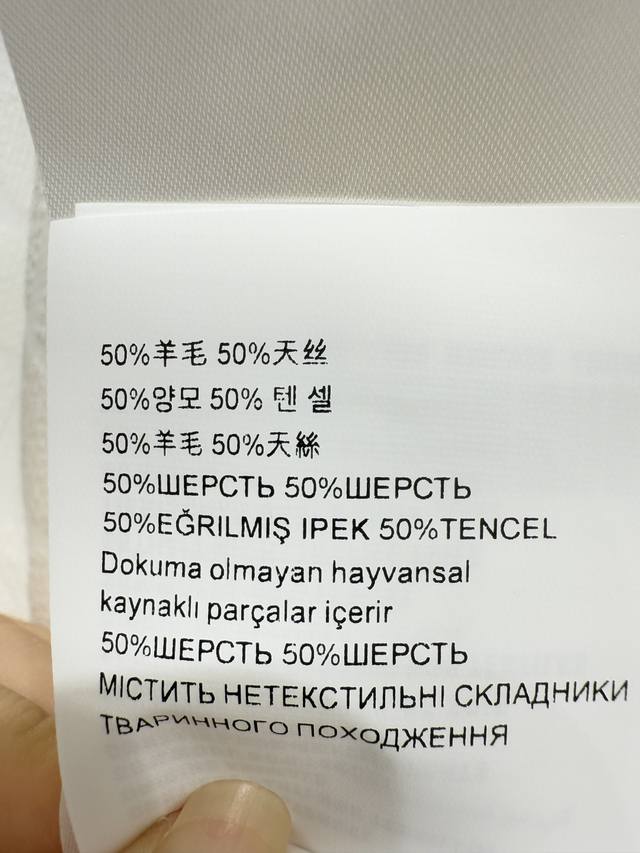 50%羊毛 50%天丝
50%양모 50% 텐 셀
50%羊毛 50%天絲
50%ШЕРСТЬ 50%ШЕРСТЬ
50%EĞRILMIŞ IPEK 50%TENCEL
Dokuma olmayan hayvansal
kaynaklı parçalar içerir
50%ШЕРСТЬ 50%ШЕРСТЬ
МІСТИТЬ НЕТЕКСТИЛЬНІ СКЛАДНИКИ
ТВАРИННОГО ПОХОДЖЕННЯ